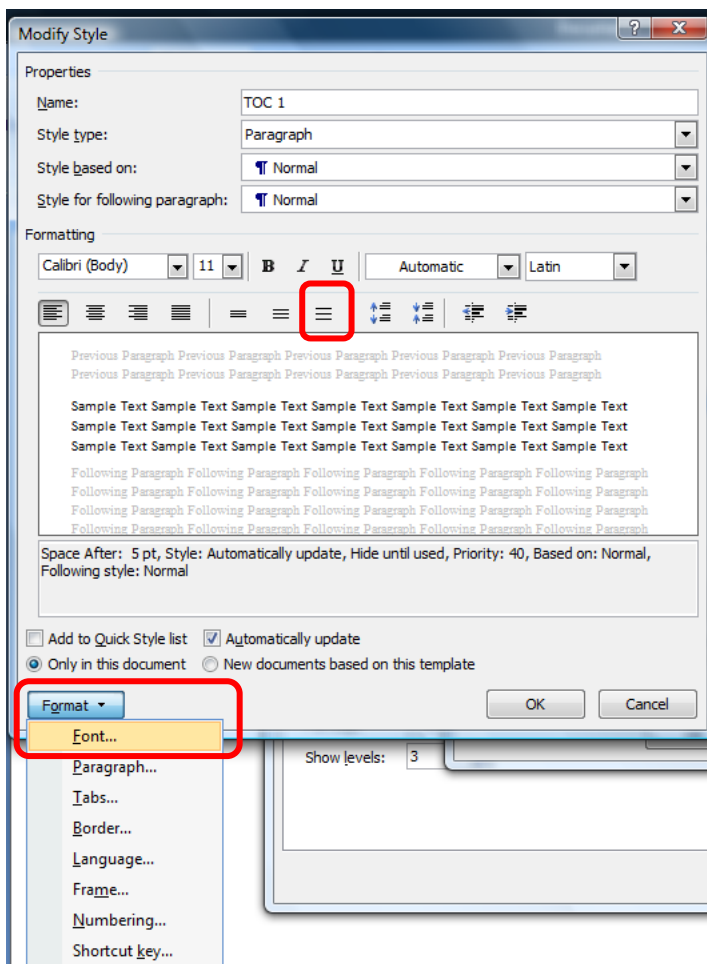 Modify Style
Properties
Name: TOC 1
Style type: Paragraph
Style based on: ¶ Normal
Style for following paragraph: ¶ Normal
Formatting
Calibri (Body) 11 B I U Automatic Latin
Previous Paragraph Previous Paragraph Previous Paragraph Previous Paragraph Previous Paragraph
Previous Paragraph Previous Paragraph Previous Paragraph Previous Paragraph Previous Paragraph
Sample Text Sample Text Sample Text Sample Text Sample Text Sample Text Sample Text
Sample Text Sample Text Sample Text Sample Text Sample Text Sample Text Sample Text
Sample Text Sample Text Sample Text Sample Text Sample Text Sample Text Sample Text
Following Paragraph Following Paragraph Following Paragraph Following Paragraph Following Paragraph
Following Paragraph Following Paragraph Following Paragraph Following Paragraph Following Paragraph
Following Paragraph Following Paragraph Following Paragraph Following Paragraph Following Paragraph
Following Paragraph Following Paragraph Following Paragraph Following Paragraph Following Paragraph
Space After: 5 pt, Style: Automatically update, Hide until used, Priority: 40, Based on: Normal,
Following style: Normal
Add to Quick Style list Automatically update
Only in this document New documents based on this template
Format OK Cancel
Font...
Show levels: 3
Paragraph...
Tabs...
Border...
Language...
Frame...
Numbering...
Shortcut key...